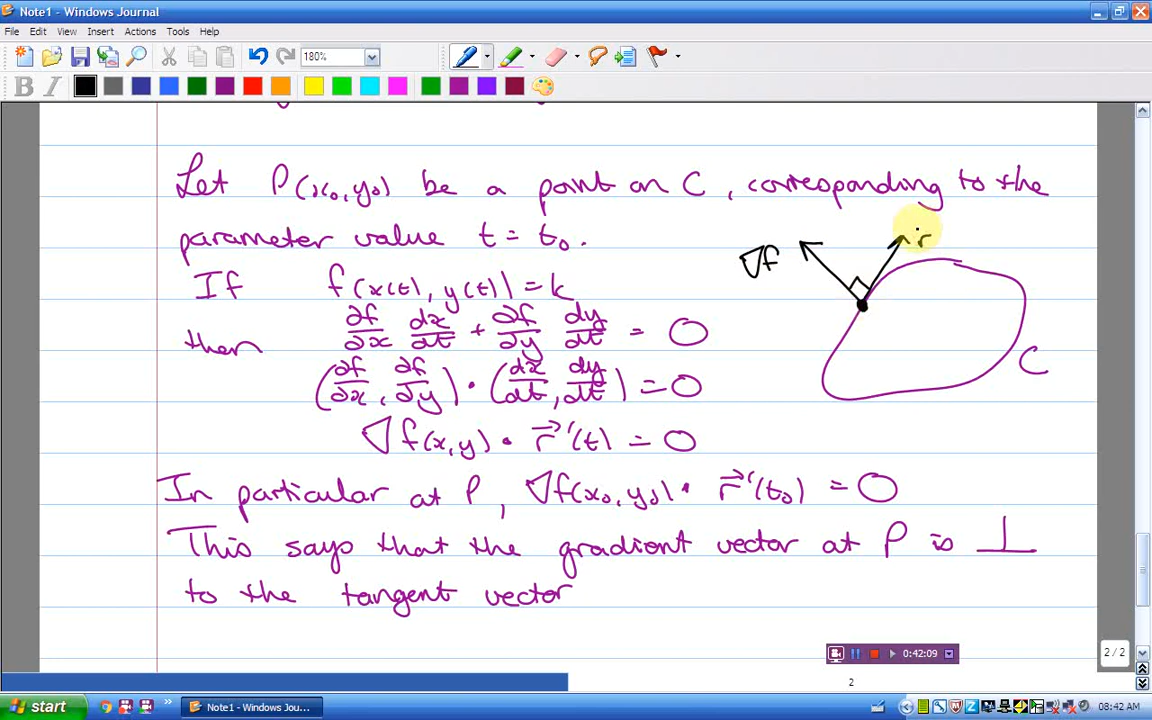 Note1 - Windows Journal
File Edit View Insert Actions Tools Help
180%
B I
Let P(x₀,y₀) be a point on C, corresponding to the
parameter value t = t₀.
If f(x(t), y(t)) = k
then ∂f/∂x dx/dt + ∂f/∂y dy/dt = 0
(∂f/∂x, ∂f/∂y) • (dx/dt, dy/dt) = 0
∇f(x,y) • r⃗'(t) = 0
In particular at P, ∇f(x₀,y₀) • r⃗'(t₀) = 0
This says that the gradient vector at P is ⊥
to the tangent vector
∇f
r
C
0:42:09
2/2
2
start
Note1 - Windows Jou...
08:42 AM